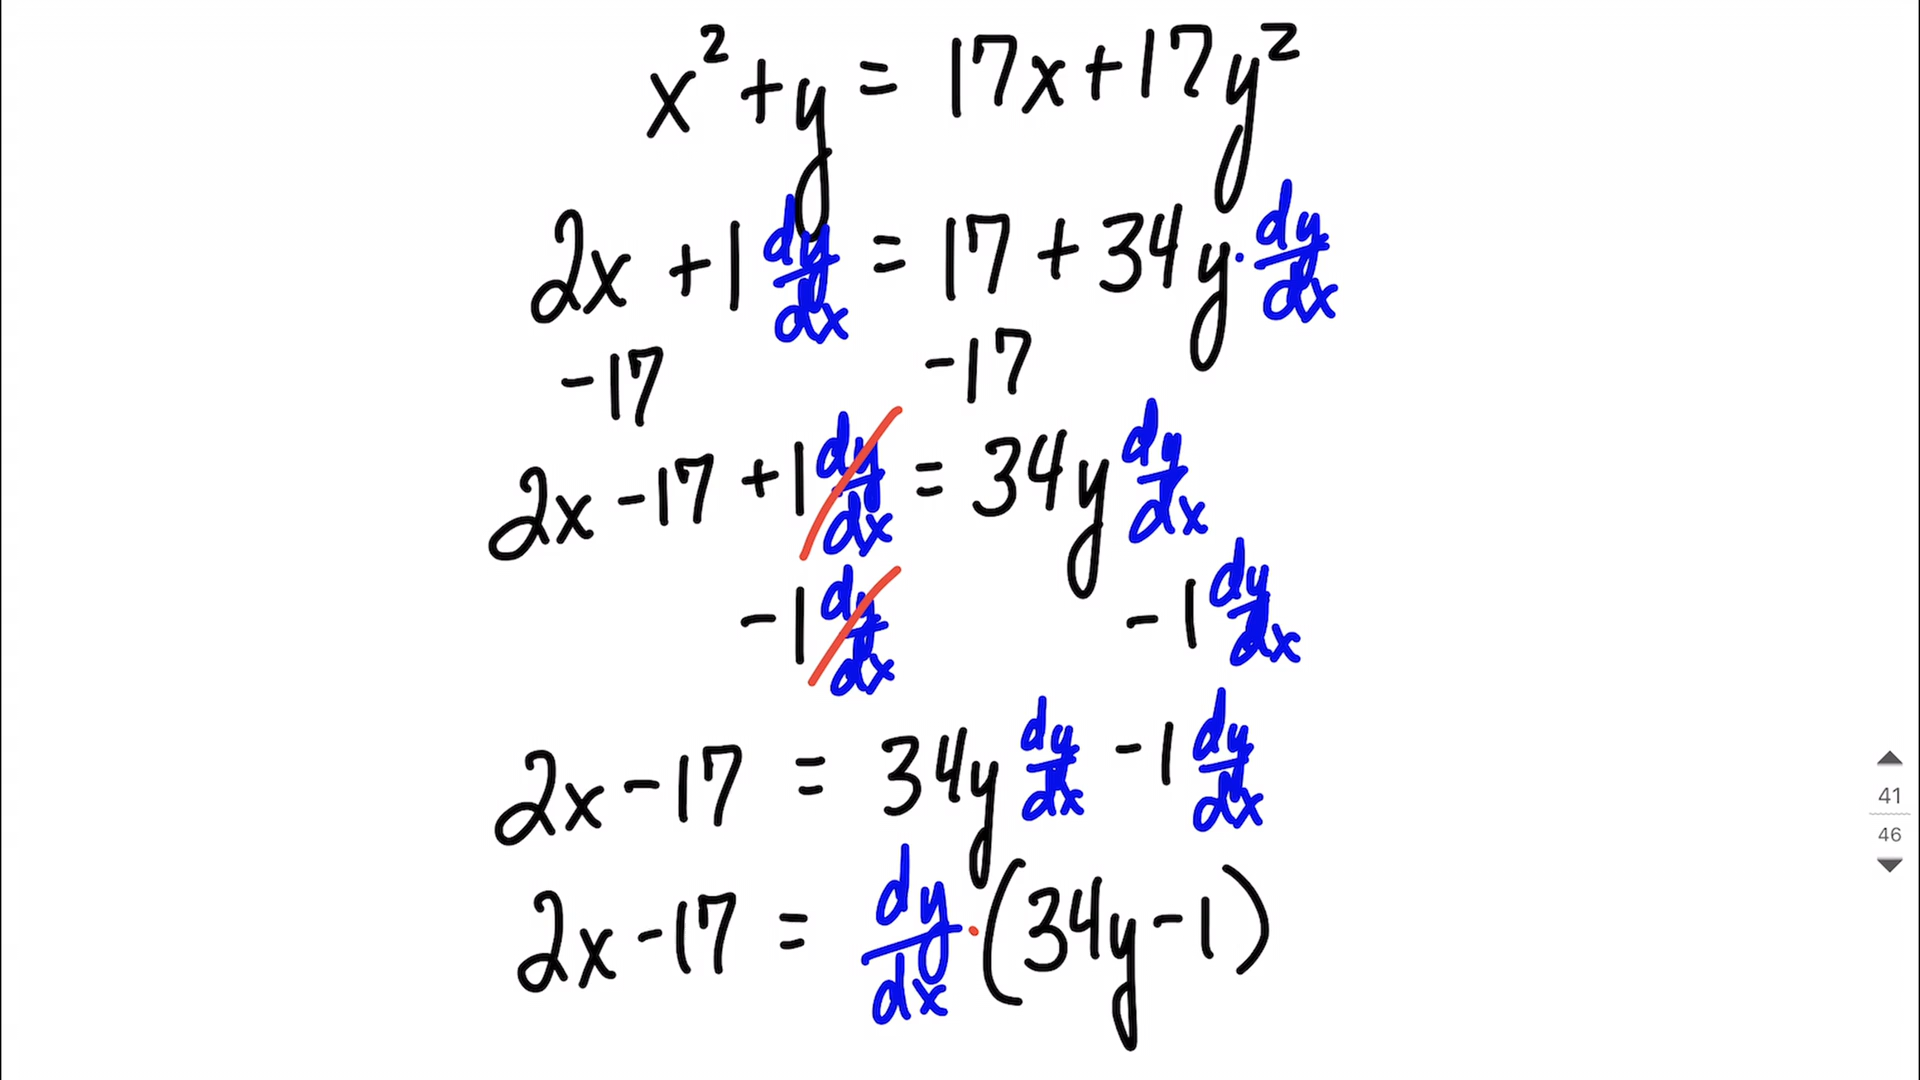 x² + y = 17x + 17y²
2x + 1 dy/dx = 17 + 34y · dy/dx
-17 -17
2x - 17 + 1 dy/dx = 34y dy/dx
- 1 dy/dx - 1 dy/dx
2x - 17 = 34y dy/dx - 1 dy/dx
2x - 17 = dy/dx · (34y - 1)
41
46